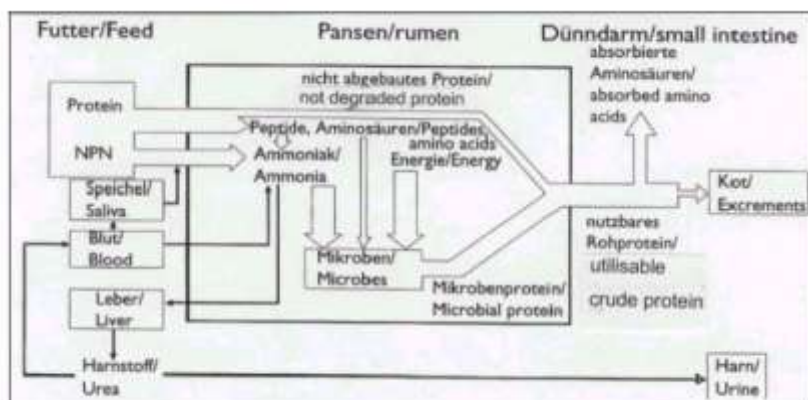 Futter/Feed
Pansen/rumen
Dünndarm/small intestine
Protein
NPN
Speichel/
Saliva
Blut/
Blood
Leber/
Liver
Harnstoff/
Urea
nicht abgebautes Protein/
not degraded protein
Peptide, Aminosäuren/Peptides,
amino acids
Ammoniak/
Ammonia
Energie/Energy
Mikroben/
Microbes
Mikrobenprotein/
Microbial protein
absorbierte
Aminosäuren/
absorbed amino
acids
nutzbares
Rohprotein/
utilisable
crude protein
Kot/
Excrements
Harn/
Urine